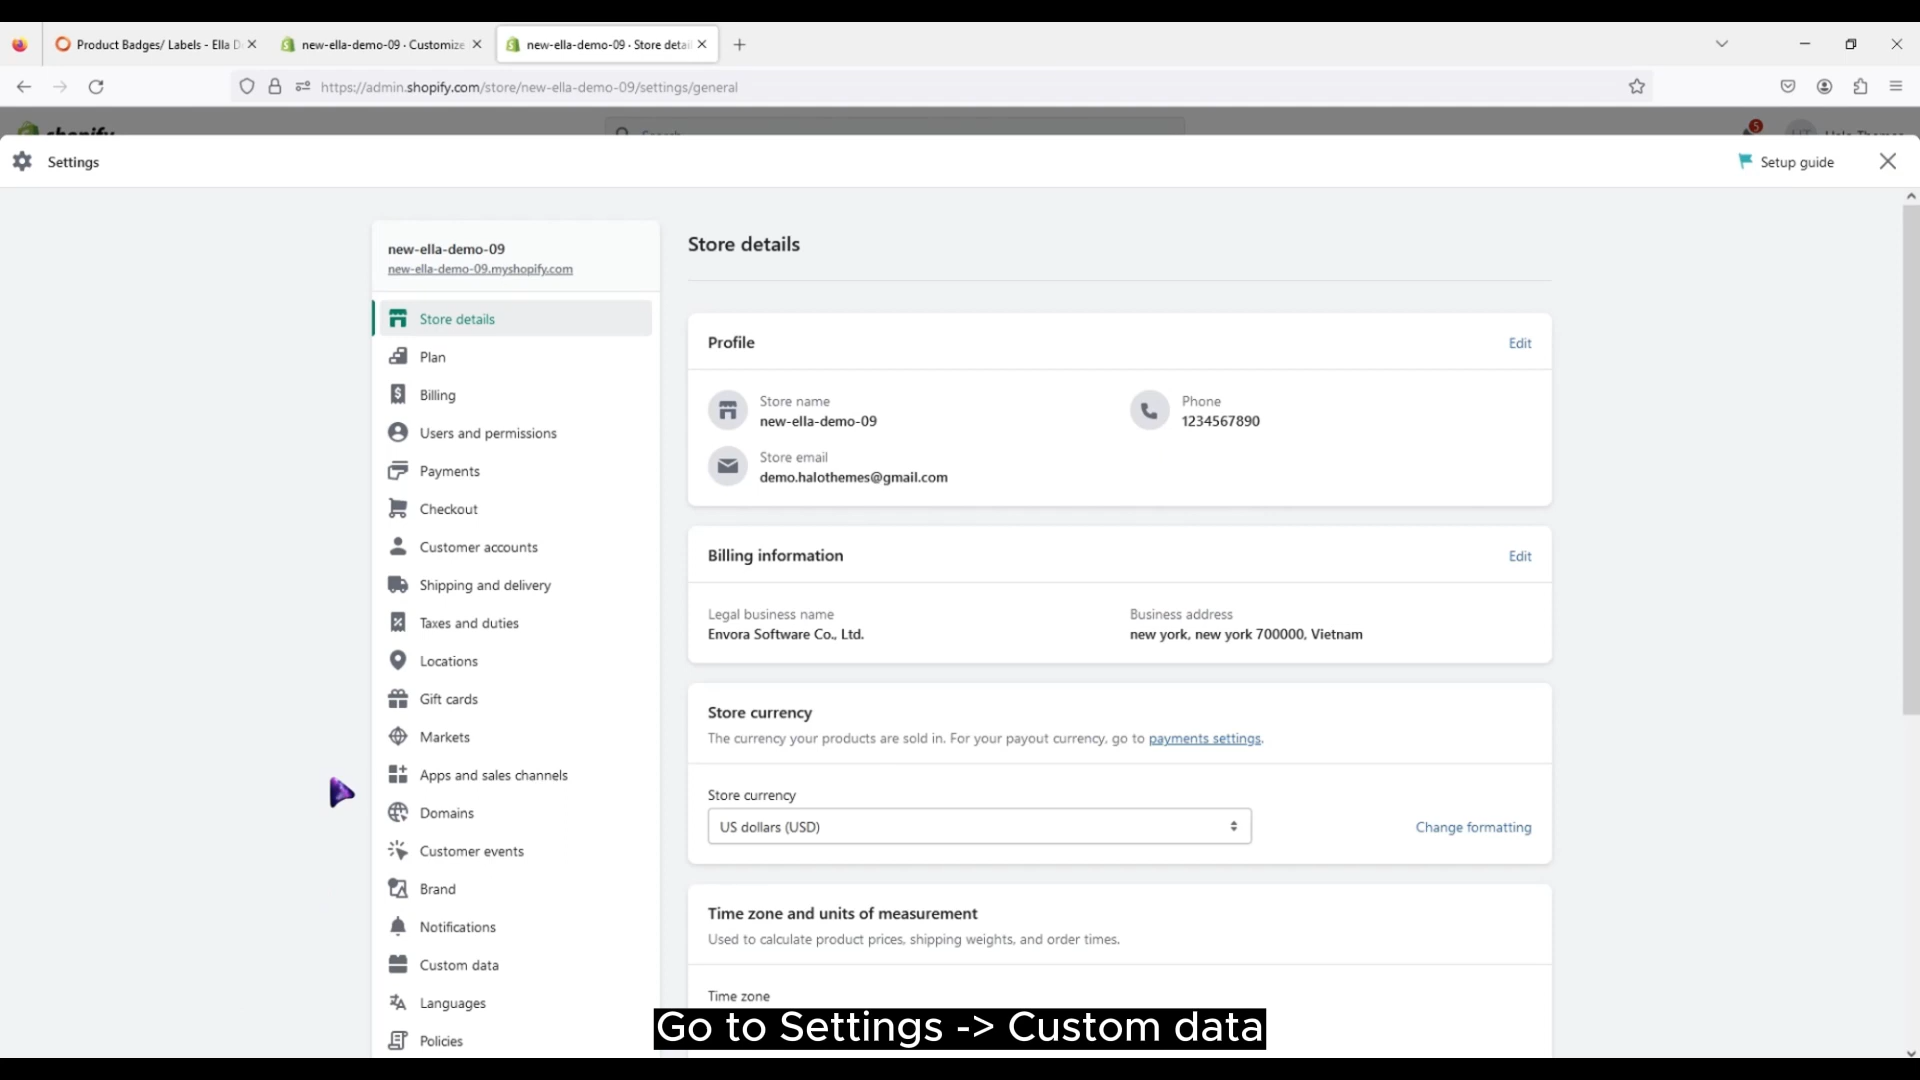 Product Badges/ Labels - Ella D
new-ella-demo-09 · Customize
new-ella-demo-09 · Store detai
https://admin.shopify.com/store/new-ella-demo-09/settings/general
shopify
Search
5
Settings
Setup guide
new-ella-demo-09
new-ella-demo-09.myshopify.com
Store details
Plan
Billing
Users and permissions
Payments
Checkout
Customer accounts
Shipping and delivery
Taxes and duties
Locations
Gift cards
Markets
Apps and sales channels
Domains
Customer events
Brand
Notifications
Custom data
Languages
Policies
Store details
Profile
Edit
Store name
new-ella-demo-09
Phone
1234567890
Store email
demo.halothemes@gmail.com
Billing information
Edit
Legal business name
Envora Software Co., Ltd.
Business address
new york, new york 700000, Vietnam
Store currency
The currency your products are sold in. For your payout currency, go to payments settings.
Store currency
US dollars (USD)
Change formatting
Time zone and units of measurement
Used to calculate product prices, shipping weights, and order times.
Time zone
Go to Settings -> Custom data